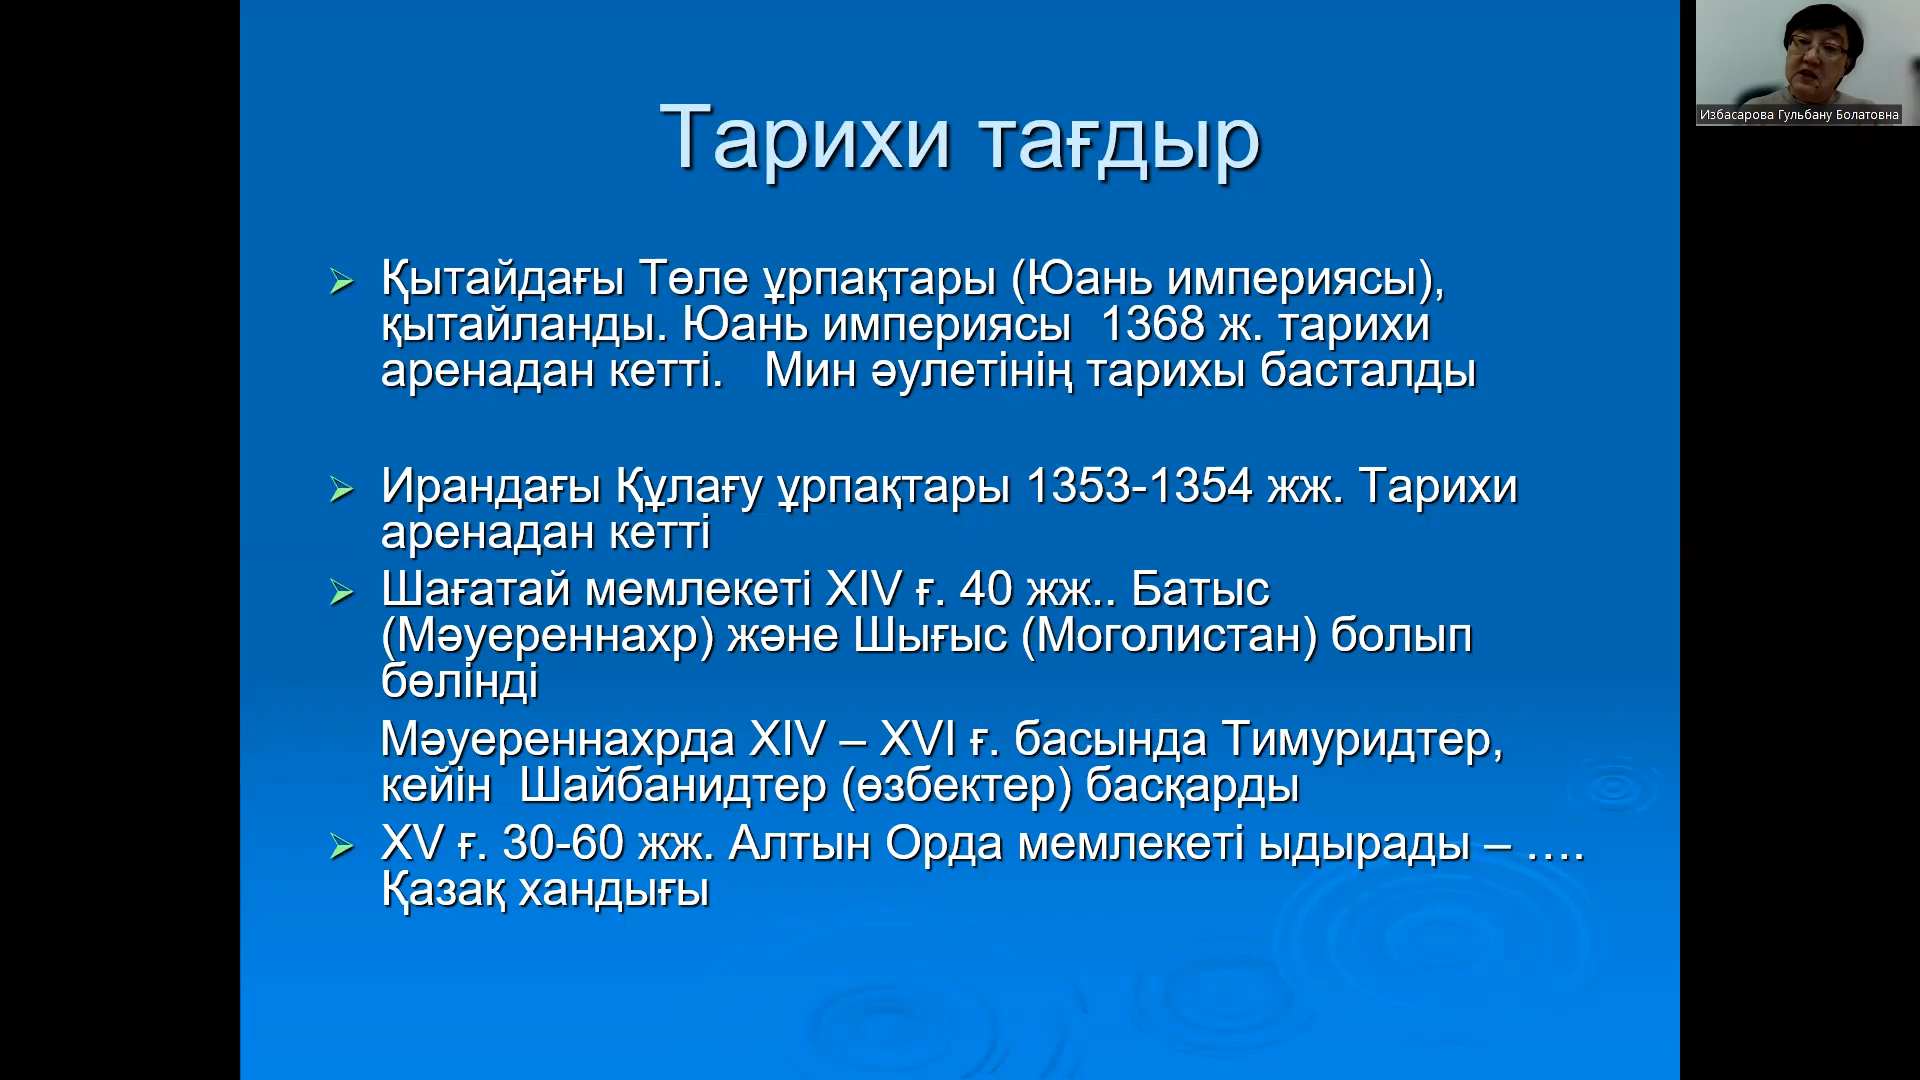 Тарихи тағдыр
Қытайдағы Төле ұрпақтары (Юань империясы),
қытайланды. Юань империясы  1368 ж. тарихи
аренадан кетті.   Мин әулетінің тарихы басталды
Ирандағы Құлағу ұрпақтары 1353-1354 жж. Тарихи
аренадан кетті
Шағатай мемлекеті XIV ғ. 40 жж.. Батыс
(Мәуереннахр) және Шығыс (Моголистан) болып
бөлінді
Мәуереннахрда XIV – XVI ғ. басында Тимуридтер,
кейін  Шайбанидтер (өзбектер) басқарды
XV ғ. 30-60 жж. Алтын Орда мемлекеті ыдырады – ….
Қазақ хандығы
Избасарова Гульбану Болатовна